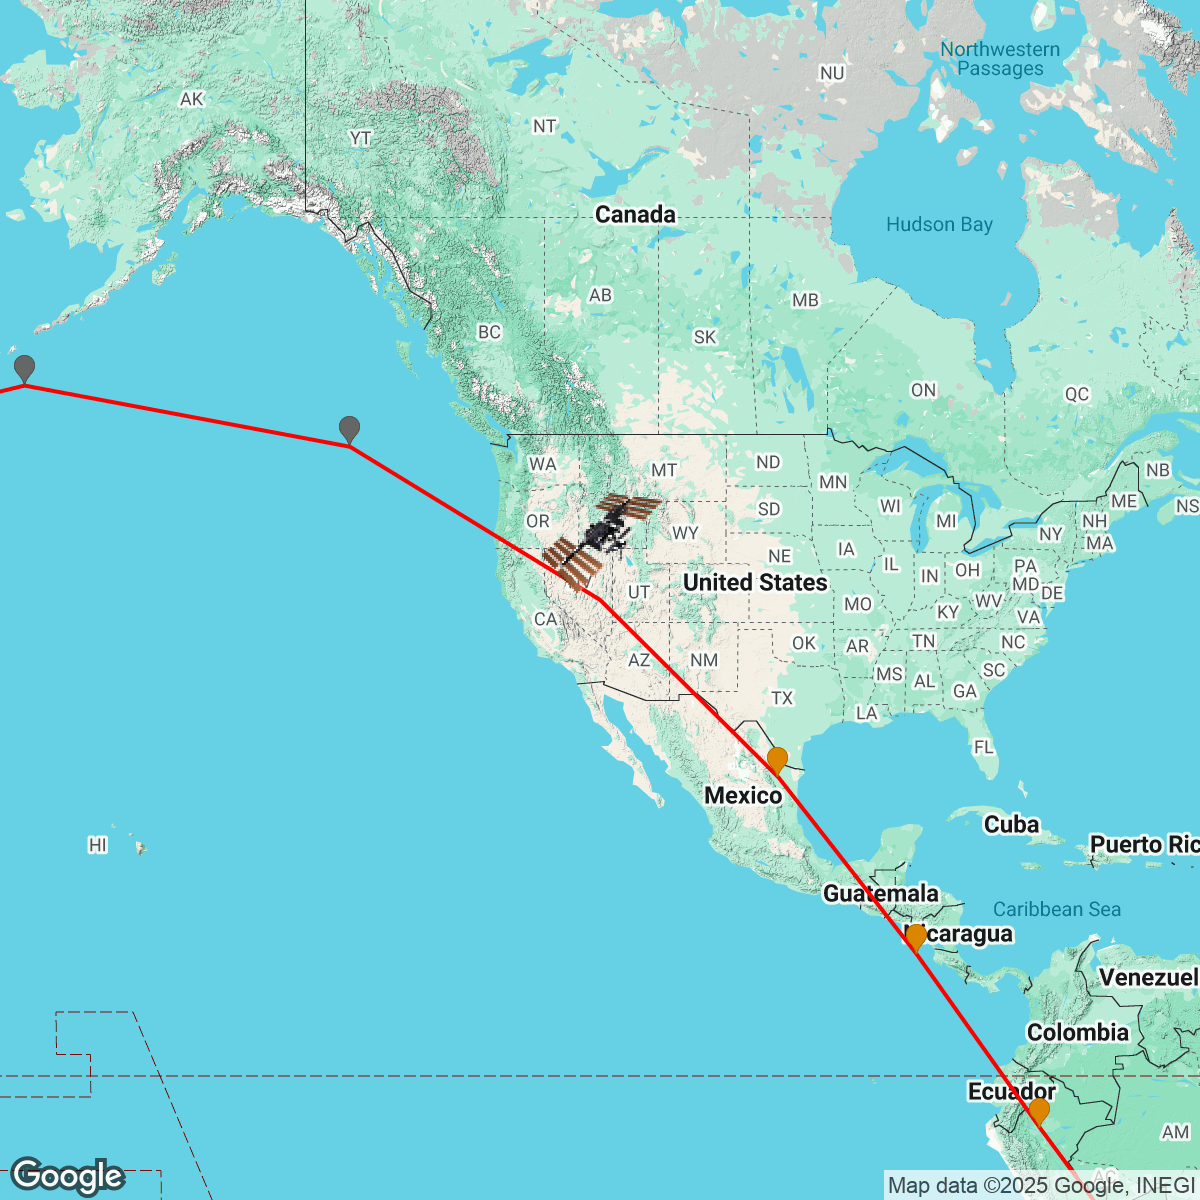 Northwestern
Passages
NU
AK
NT
YT
Canada
Hudson Bay
AB
MB
BC
SK
ON
QC
WA
MT
ND
NB
MN
ME
NS
OR
SD
WI
MI
NH
WY
NY
MA
IA
NE
IL
OH
PA
IN
United States
MD
UT
DE
MO
WV
KY
CA
VA
OK
AR
TN
NC
AZ
NM
MS
SC
AL
GA
TX
LA
FL
Mexico
Cuba
HI
Puerto Ric
Guatemala
Caribbean Sea
Nicaragua
Venezuel
Colombia
Ecuador
AM
AC
Google
Map data ©2025 Google, INEGI